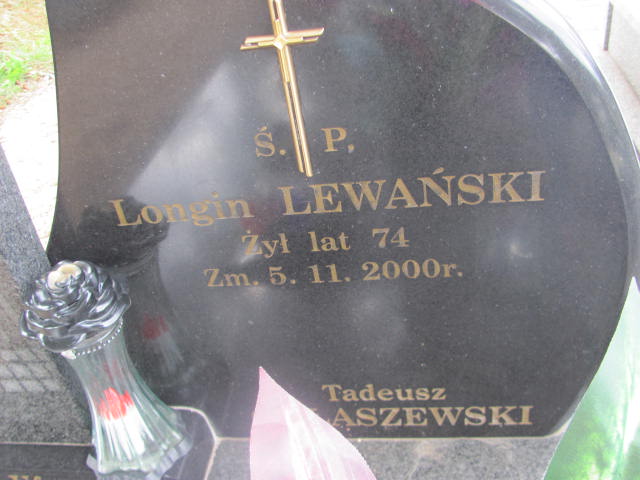 Ś. P.
Longin LEWAŃSKI
Żył lat 74
Zm. 5. 11. 2000r.
Tadeusz